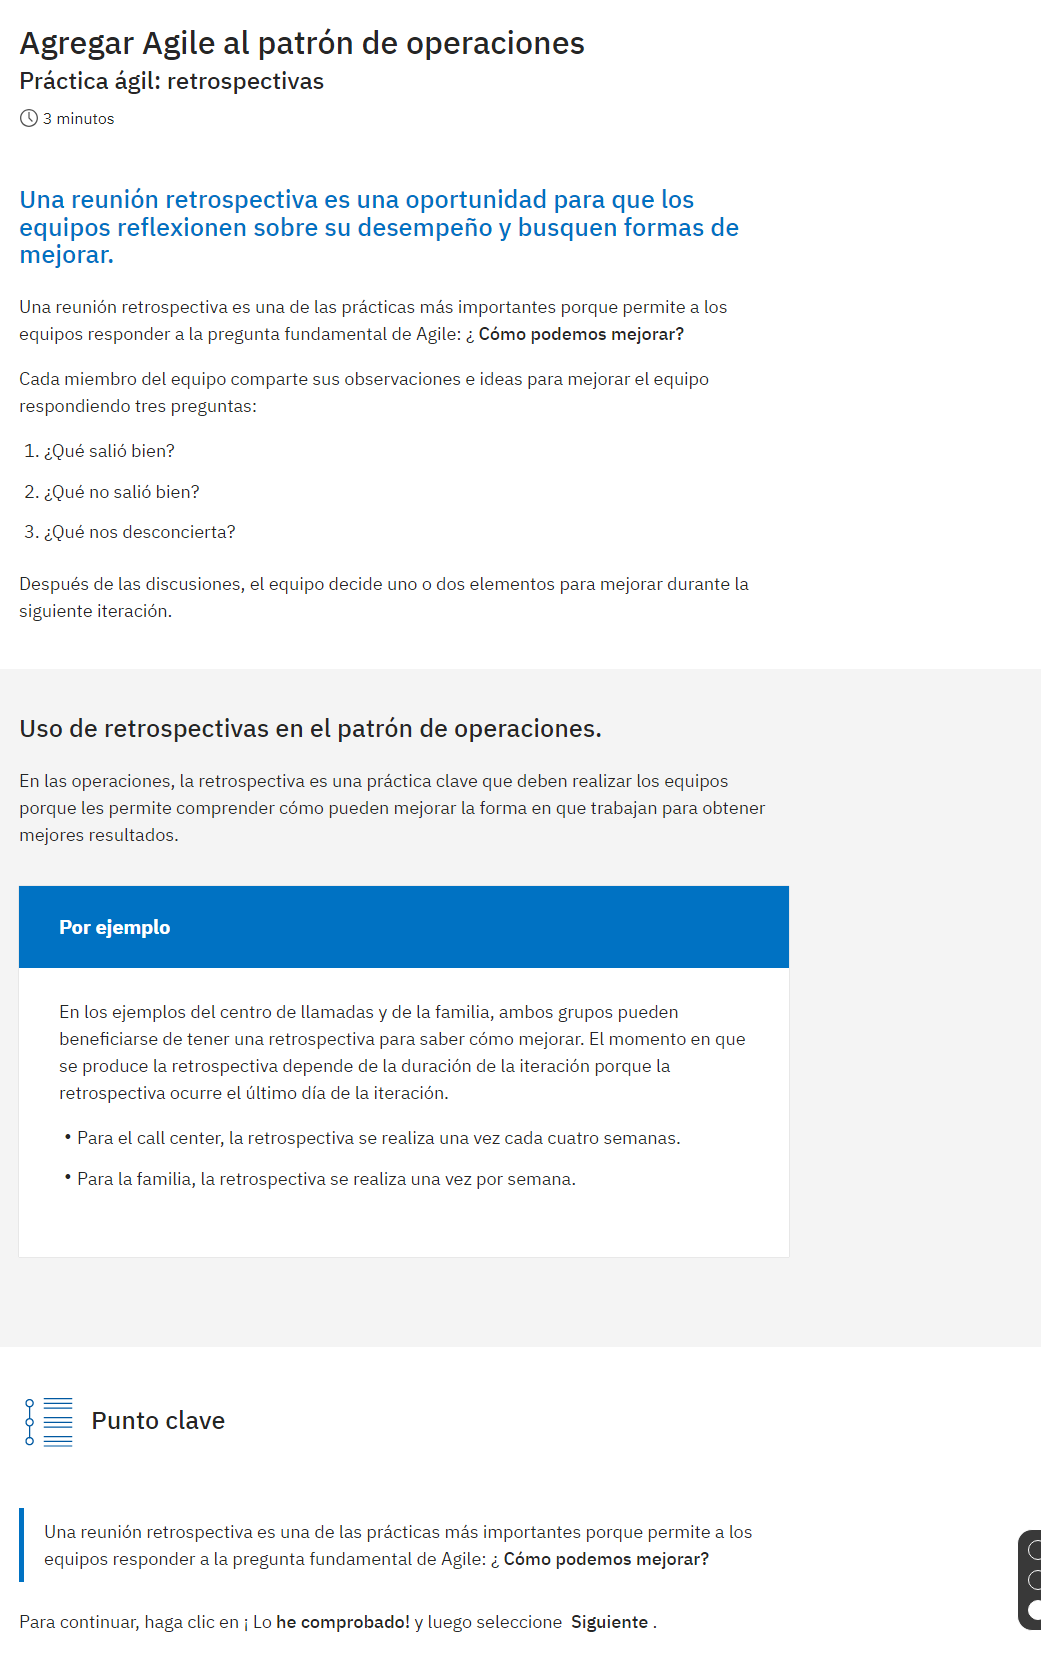 Agregar Agile al patrón de operaciones
Práctica ágil: retrospectivas
3 minutos
Una reunión retrospectiva es una oportunidad para que los
equipos reflexionen sobre su desempeño y busquen formas de
mejorar.
Una reunión retrospectiva es una de las prácticas más importantes porque permite a los
equipos responder a la pregunta fundamental de Agile: ¿ Cómo podemos mejorar?
Cada miembro del equipo comparte sus observaciones e ideas para mejorar el equipo
respondiendo tres preguntas:
1. ¿Qué salió bien?
2. ¿Qué no salió bien?
3. ¿Qué nos desconcierta?
Después de las discusiones, el equipo decide uno o dos elementos para mejorar durante la
siguiente iteración.
Uso de retrospectivas en el patrón de operaciones.
En las operaciones, la retrospectiva es una práctica clave que deben realizar los equipos
porque les permite comprender cómo pueden mejorar la forma en que trabajan para obtener
mejores resultados.
Por ejemplo
En los ejemplos del centro de llamadas y de la familia, ambos grupos pueden
beneficiarse de tener una retrospectiva para saber cómo mejorar. El momento en que
se produce la retrospectiva depende de la duración de la iteración porque la
retrospectiva ocurre el último día de la iteración.
• Para el call center, la retrospectiva se realiza una vez cada cuatro semanas.
• Para la familia, la retrospectiva se realiza una vez por semana.
Punto clave
Una reunión retrospectiva es una de las prácticas más importantes porque permite a los
equipos responder a la pregunta fundamental de Agile: ¿ Cómo podemos mejorar?
Para continuar, haga clic en ¡ Lo he comprobado! y luego seleccione Siguiente .